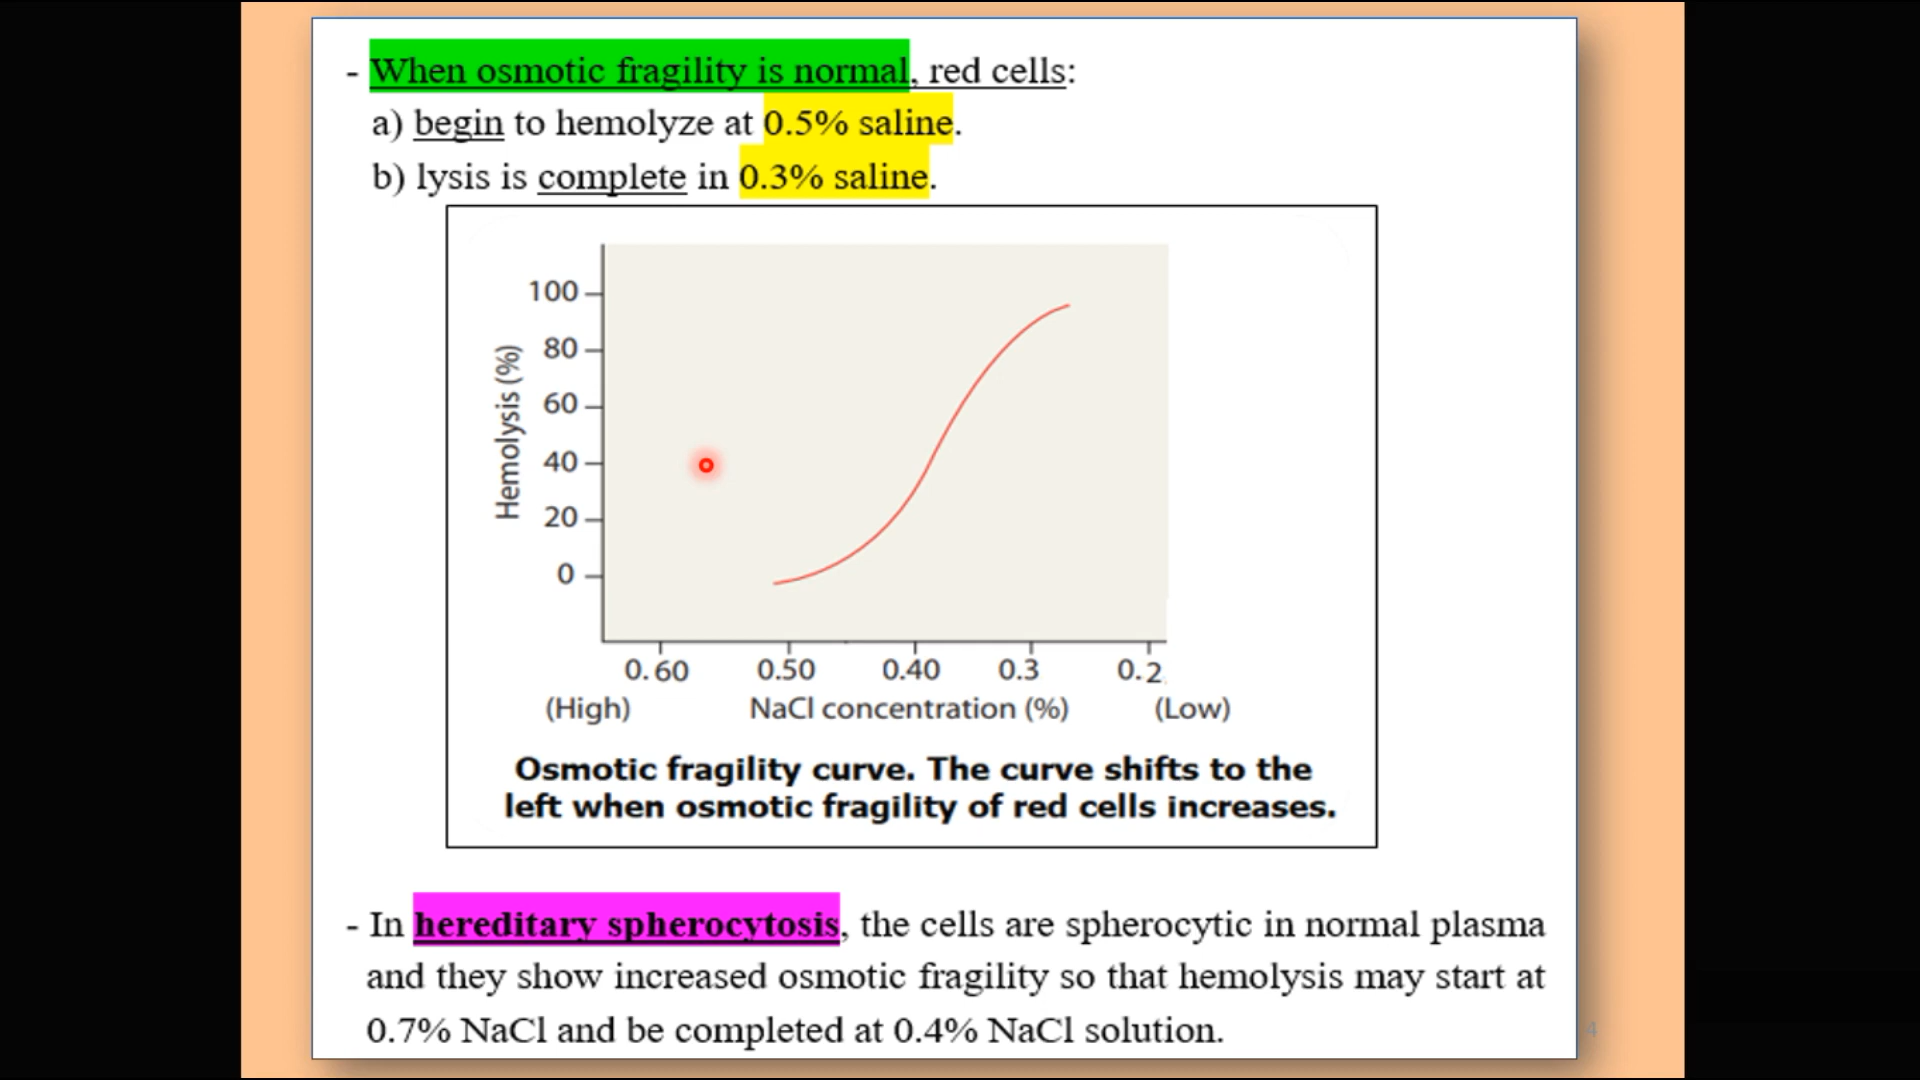 - When osmotic fragility is normal, red cells:
a) begin to hemolyze at 0.5% saline.
b) lysis is complete in 0.3% saline.
100
80
60
40
20
0
Hemolysis (%)
0.60 0.50 0.40 0.3 0.2
(High) NaCl concentration (%) (Low)
Osmotic fragility curve. The curve shifts to the
left when osmotic fragility of red cells increases.
- In hereditary spherocytosis, the cells are spherocytic in normal plasma
and they show increased osmotic fragility so that hemolysis may start at
0.7% NaCl and be completed at 0.4% NaCl solution.
4